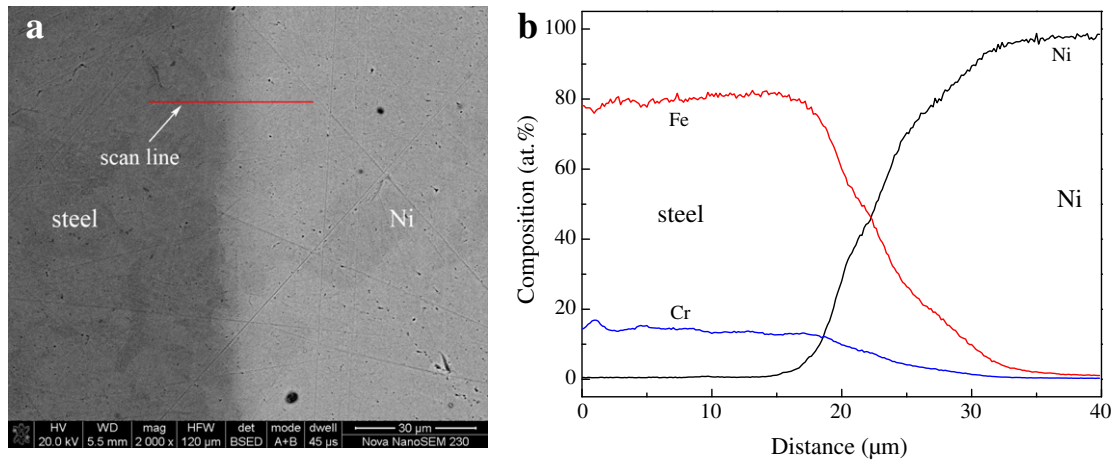 a
scan line
steel
Ni
HV WD mag HFW det mode dwell
20.0 kV 5.5 mm 2 000 x 120 µm BSED A+B 45 µs
30 µm
Nova NanoSEM 230
b
100
80
60
40
20
0
Composition (at.%)
Ni
Fe
steel
Ni
Cr
0 10 20 30 40
Distance (µm)